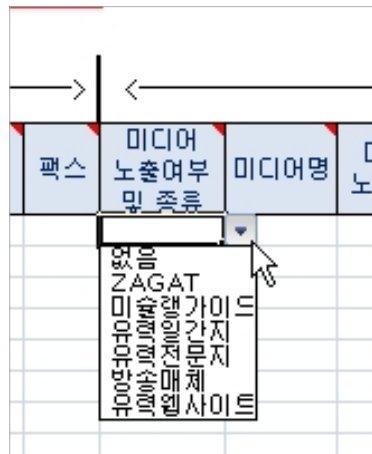 팩스
미디어
노출여부
및 종류
미디어명
없음
ZAGAT
미슐랭가이드
유력일간지
유력전문지
방송매체
유력웹사이트